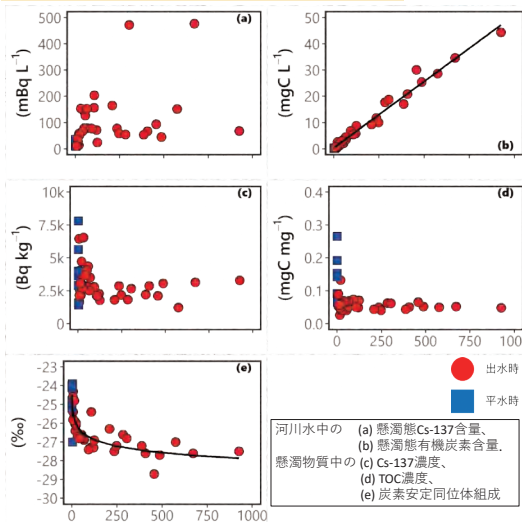 (a)
500
400
300
200
100
0
(mBq L⁻¹)
50
40
30
20
10
0
(mgC L⁻¹)
(b)
(c)
10k
7.5k
5k
2.5k
0
(Bq kg⁻¹)
(d)
0.4
0.3
0.2
0.1
0.0
(mgC mg⁻¹)
0 250 500 750 1000
(e)
-23
-24
-25
-26
-27
-28
-29
-30
(‰)
0 250 500 750 1000
出水時
平水時
河川水中の (a) 懸濁態Cs-137含量、
(b) 懸濁態有機炭素含量.
懸濁物質中の (c) Cs-137濃度、
(d) TOC濃度、
(e) 炭素安定同位体組成